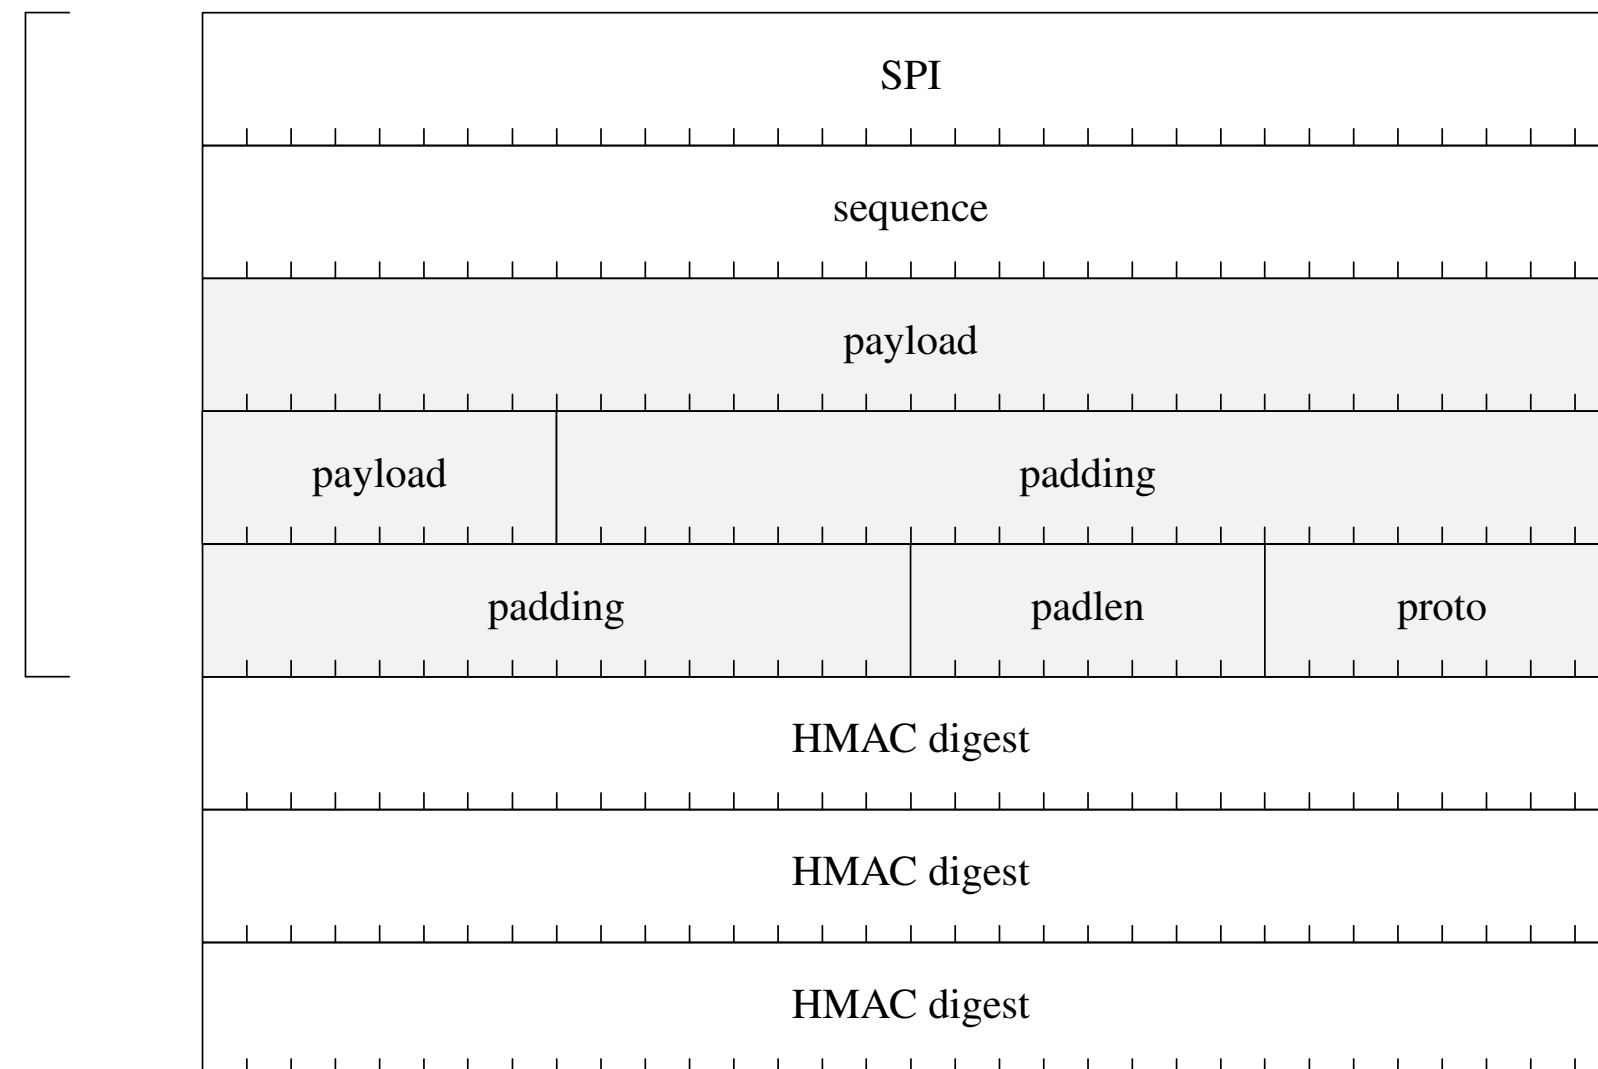 SPI
sequence
payload
payload padding
padding padlen proto
HMAC digest
HMAC digest
HMAC digest